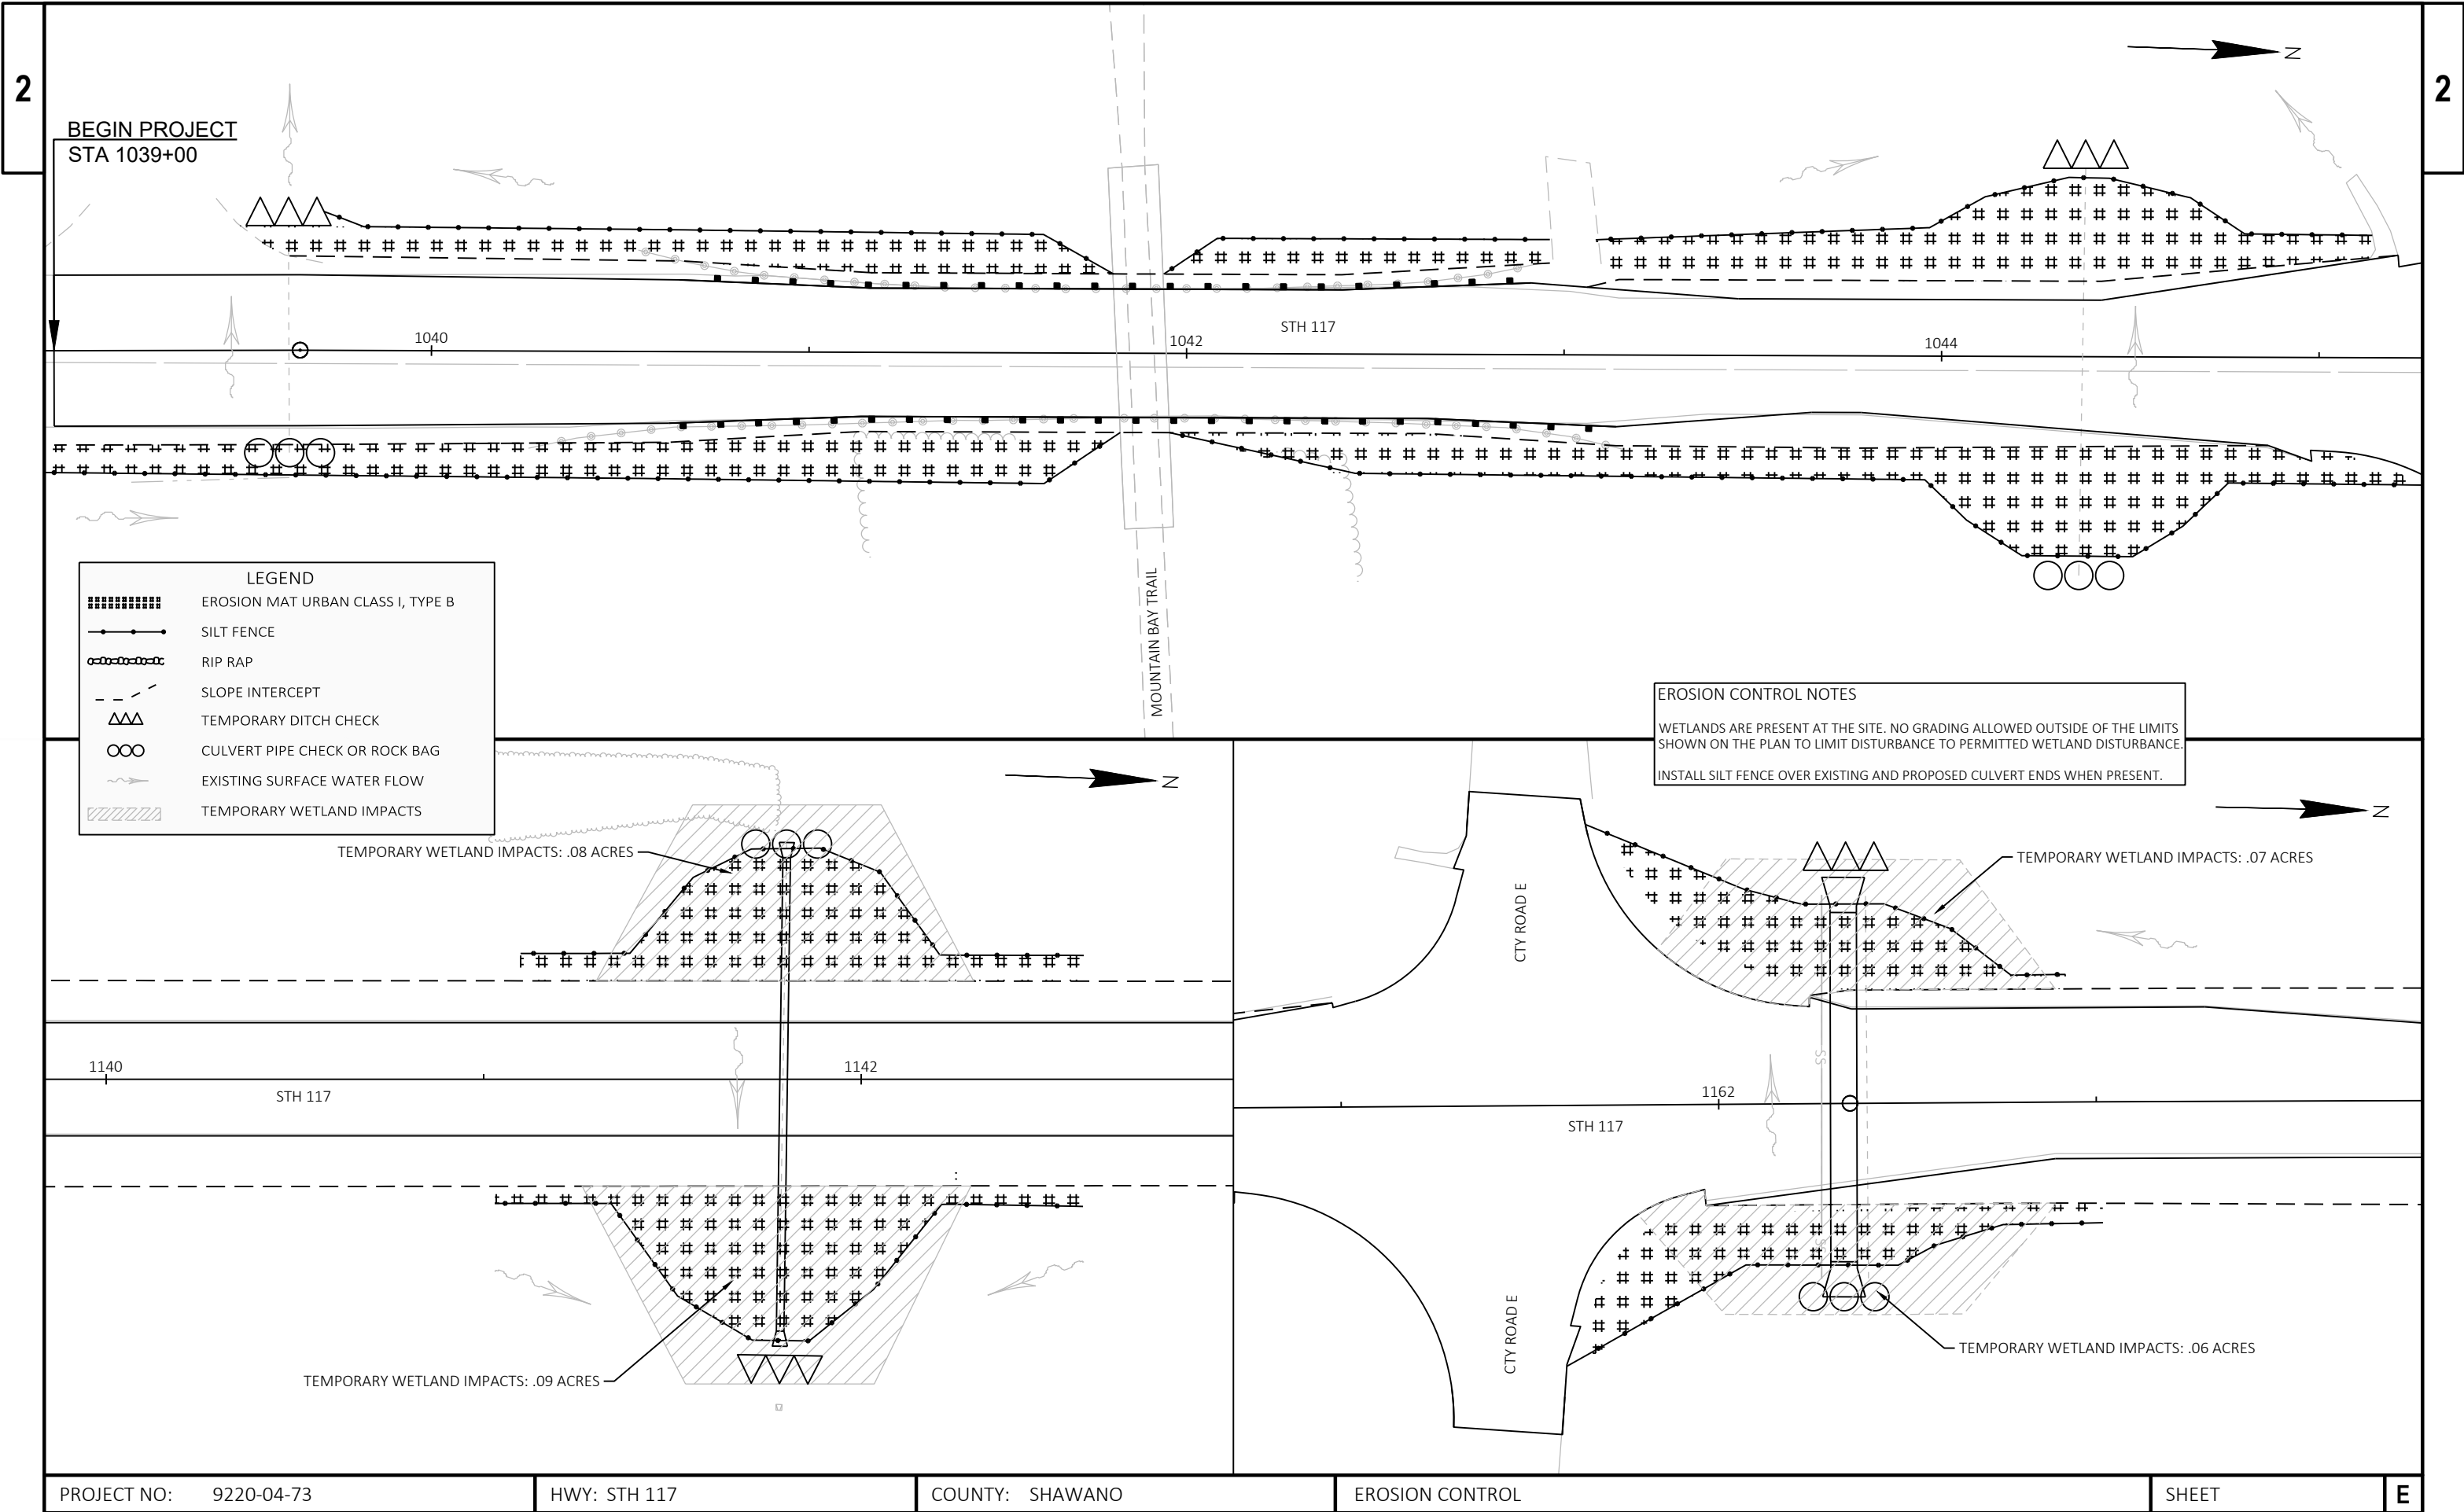 2
2
N
BEGIN PROJECT
STA 1039+00
STH 117
1040
1042
1044
MOUNTAIN BAY TRAIL
LEGEND
EROSION MAT URBAN CLASS I, TYPE B
SILT FENCE
RIP RAP
SLOPE INTERCEPT
TEMPORARY DITCH CHECK
CULVERT PIPE CHECK OR ROCK BAG
EXISTING SURFACE WATER FLOW
TEMPORARY WETLAND IMPACTS
EROSION CONTROL NOTES
WETLANDS ARE PRESENT AT THE SITE. NO GRADING ALLOWED OUTSIDE OF THE LIMITS
SHOWN ON THE PLAN TO LIMIT DISTURBANCE TO PERMITTED WETLAND DISTURBANCE.
INSTALL SILT FENCE OVER EXISTING AND PROPOSED CULVERT ENDS WHEN PRESENT.
N
TEMPORARY WETLAND IMPACTS: .08 ACRES
1140
1142
STH 117
TEMPORARY WETLAND IMPACTS: .09 ACRES
N
TEMPORARY WETLAND IMPACTS: .07 ACRES
CTY ROAD E
SS
1162
STH 117
SS
CTY ROAD E
TEMPORARY WETLAND IMPACTS: .06 ACRES
PROJECT NO: 9220-04-73
HWY: STH 117
COUNTY: SHAWANO
EROSION CONTROL
SHEET
E